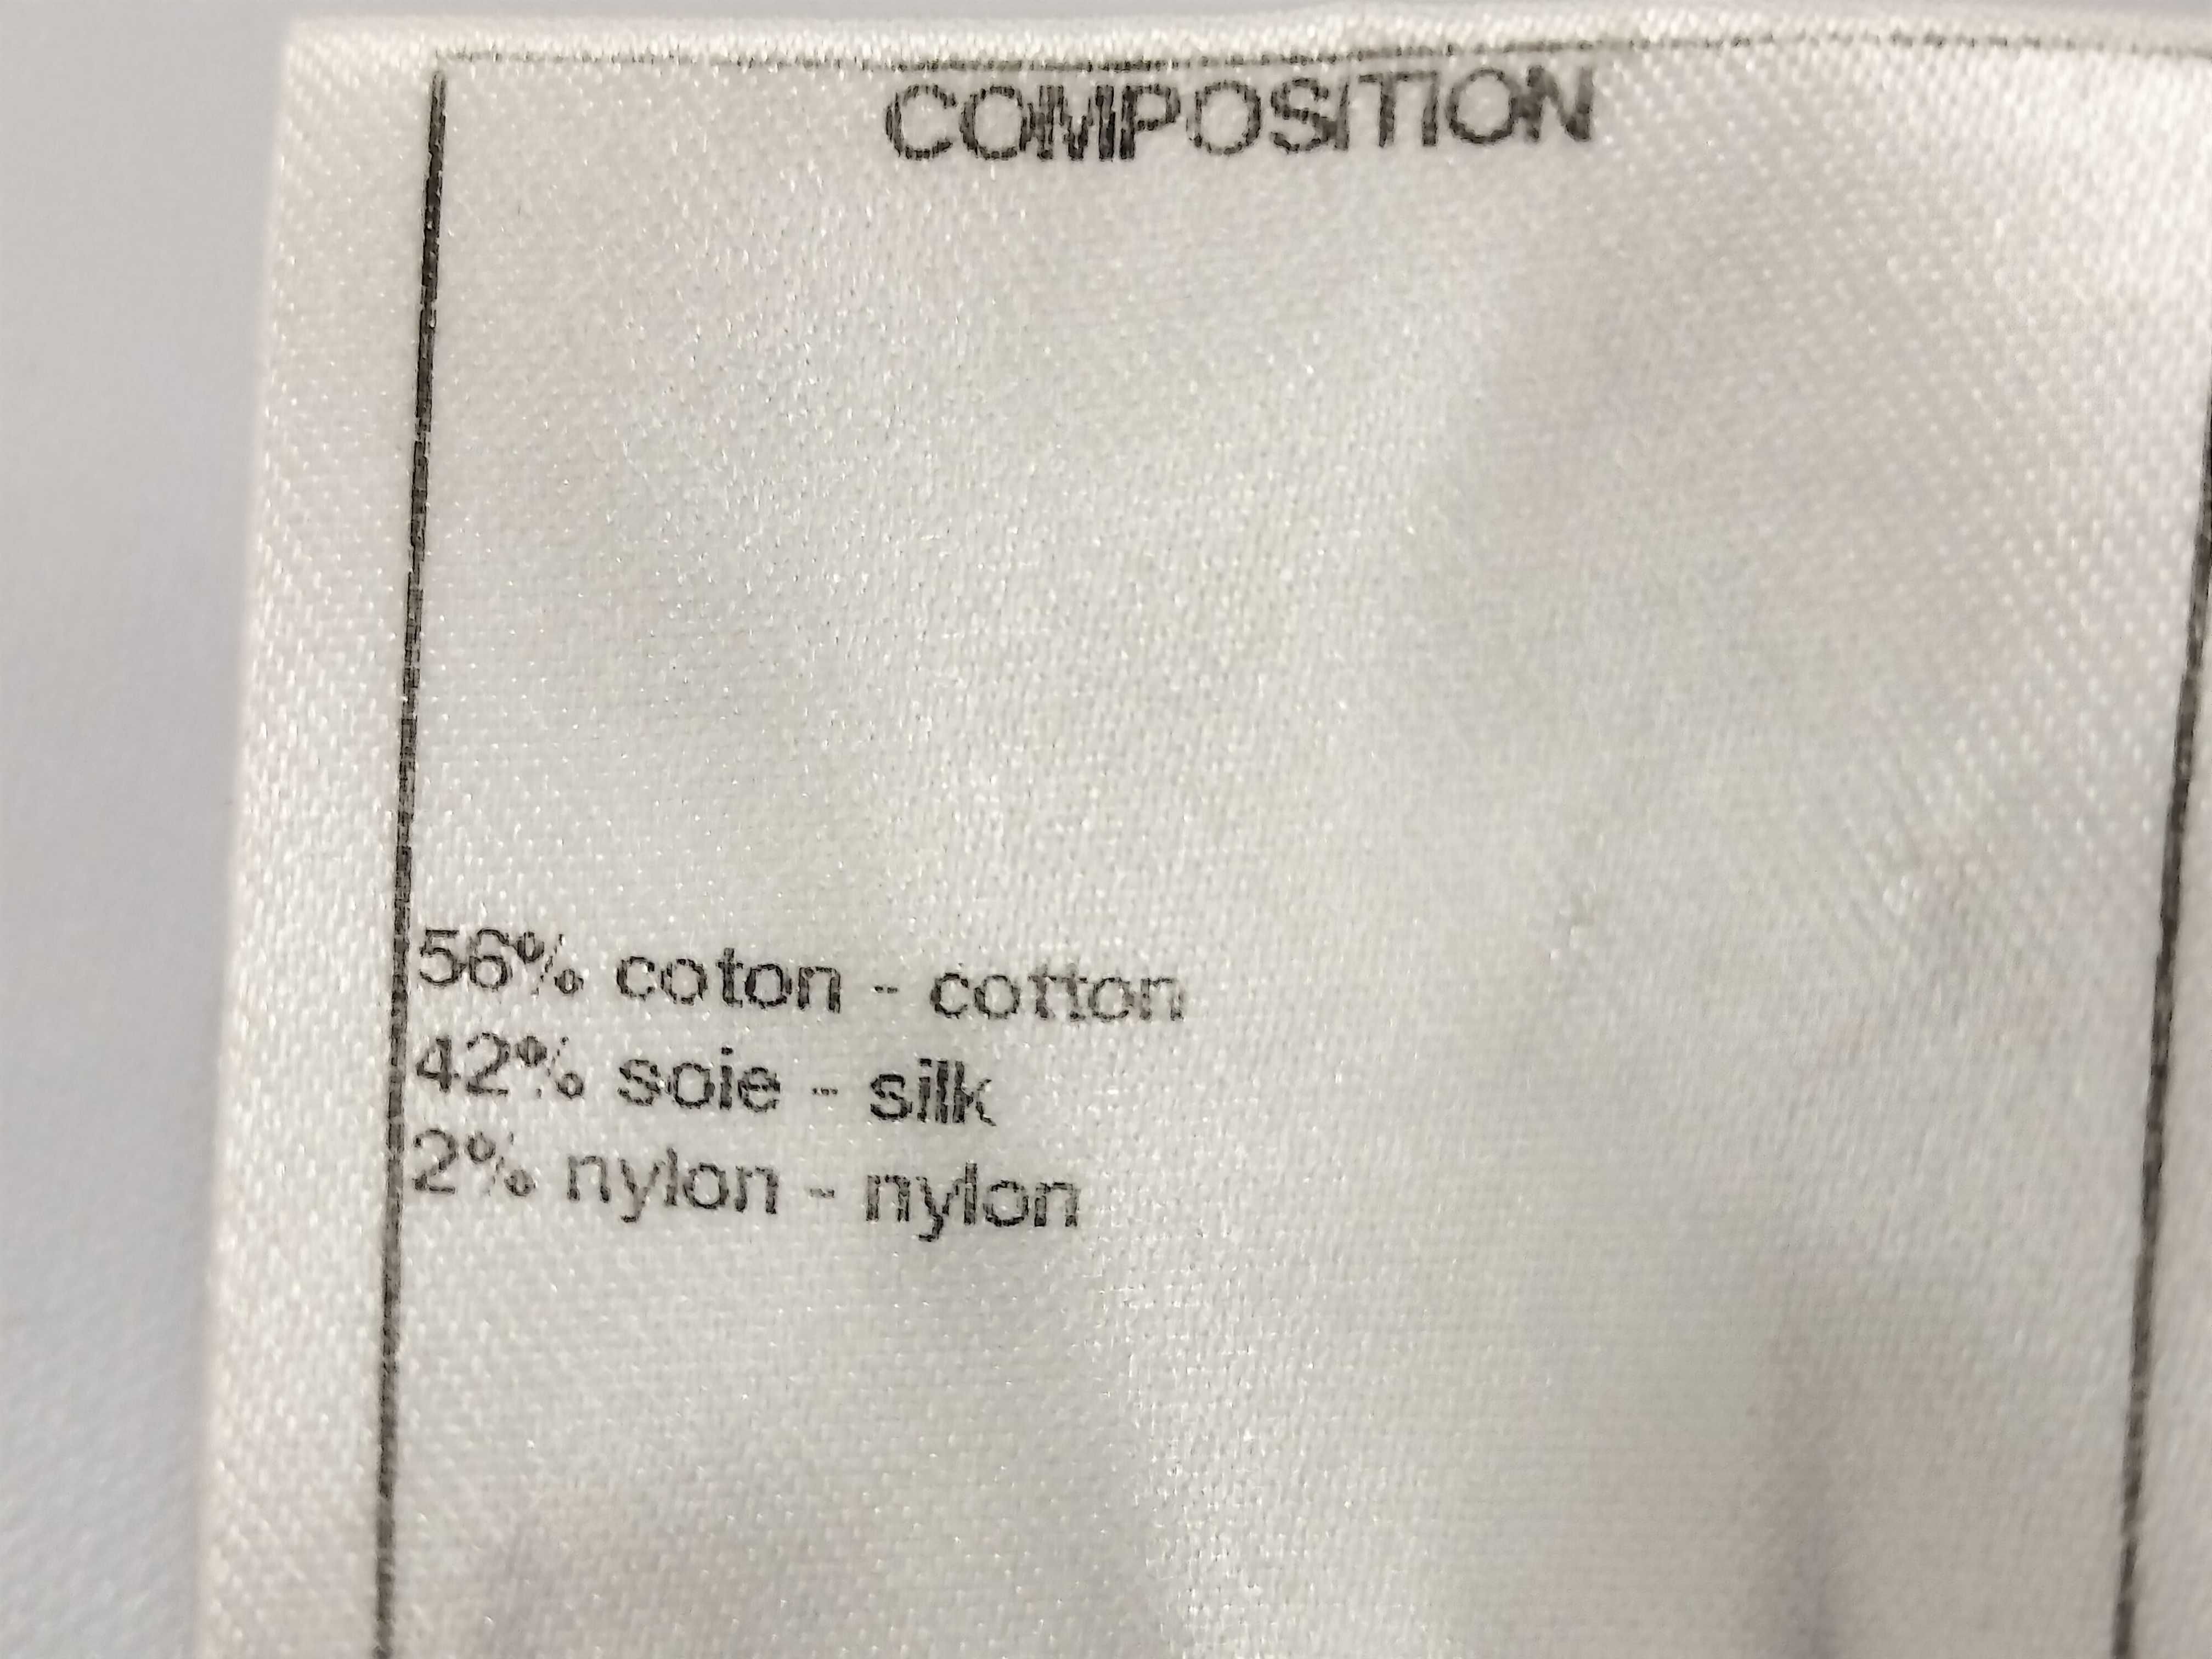 COMPOSITION
56% coton - cotton
42% soie - silk
2% nylon - nylon